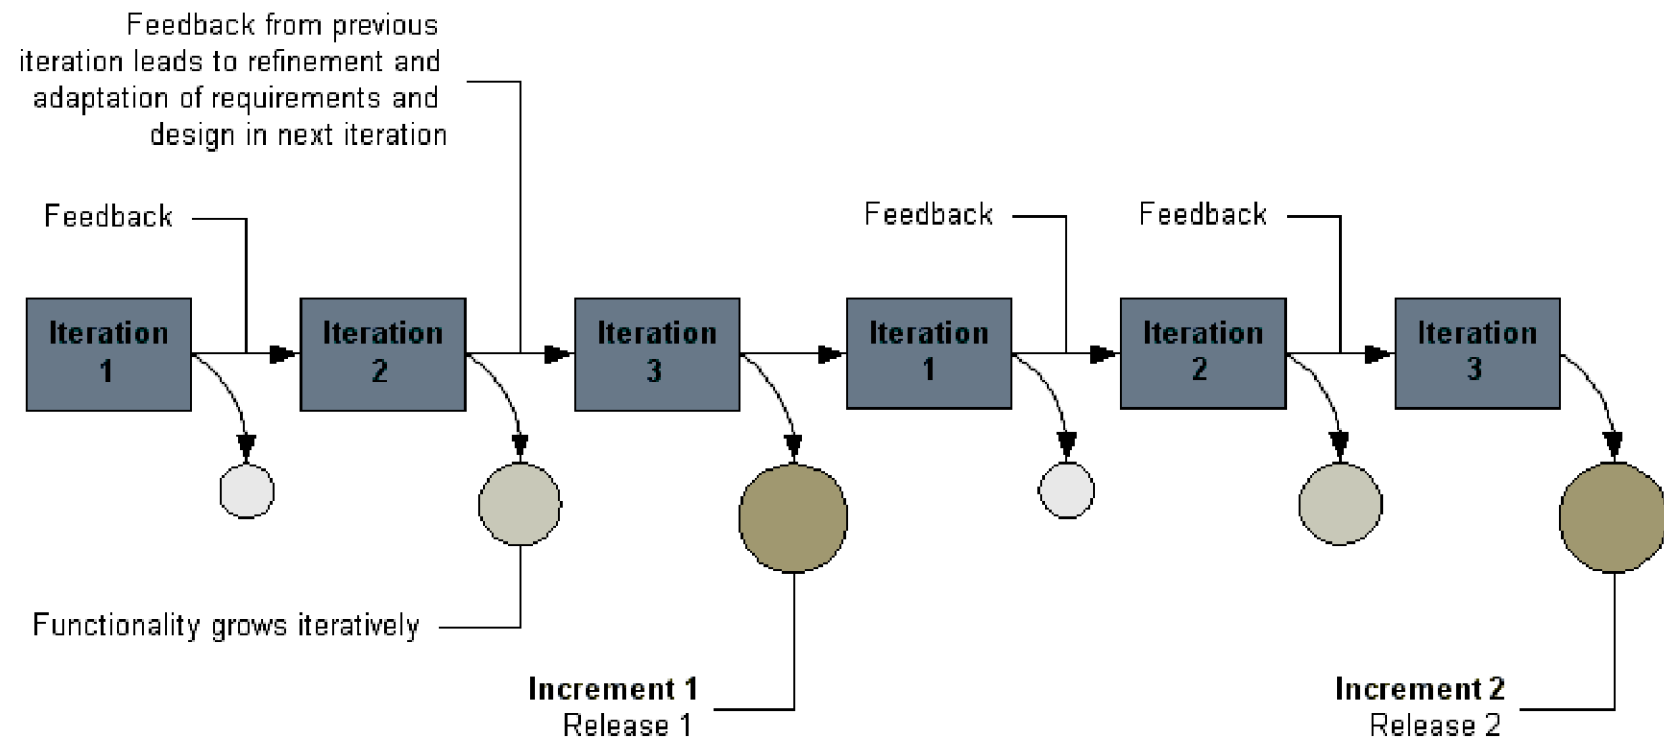 Feedback from previous
iteration leads to refinement and
adaptation of requirements and
design in next iteration
Feedback
Feedback
Feedback
Iteration
1
Iteration
2
Iteration
3
Iteration
1
Iteration
2
Iteration
3
Functionality grows iteratively
Increment 1
Release 1
Increment 2
Release 2